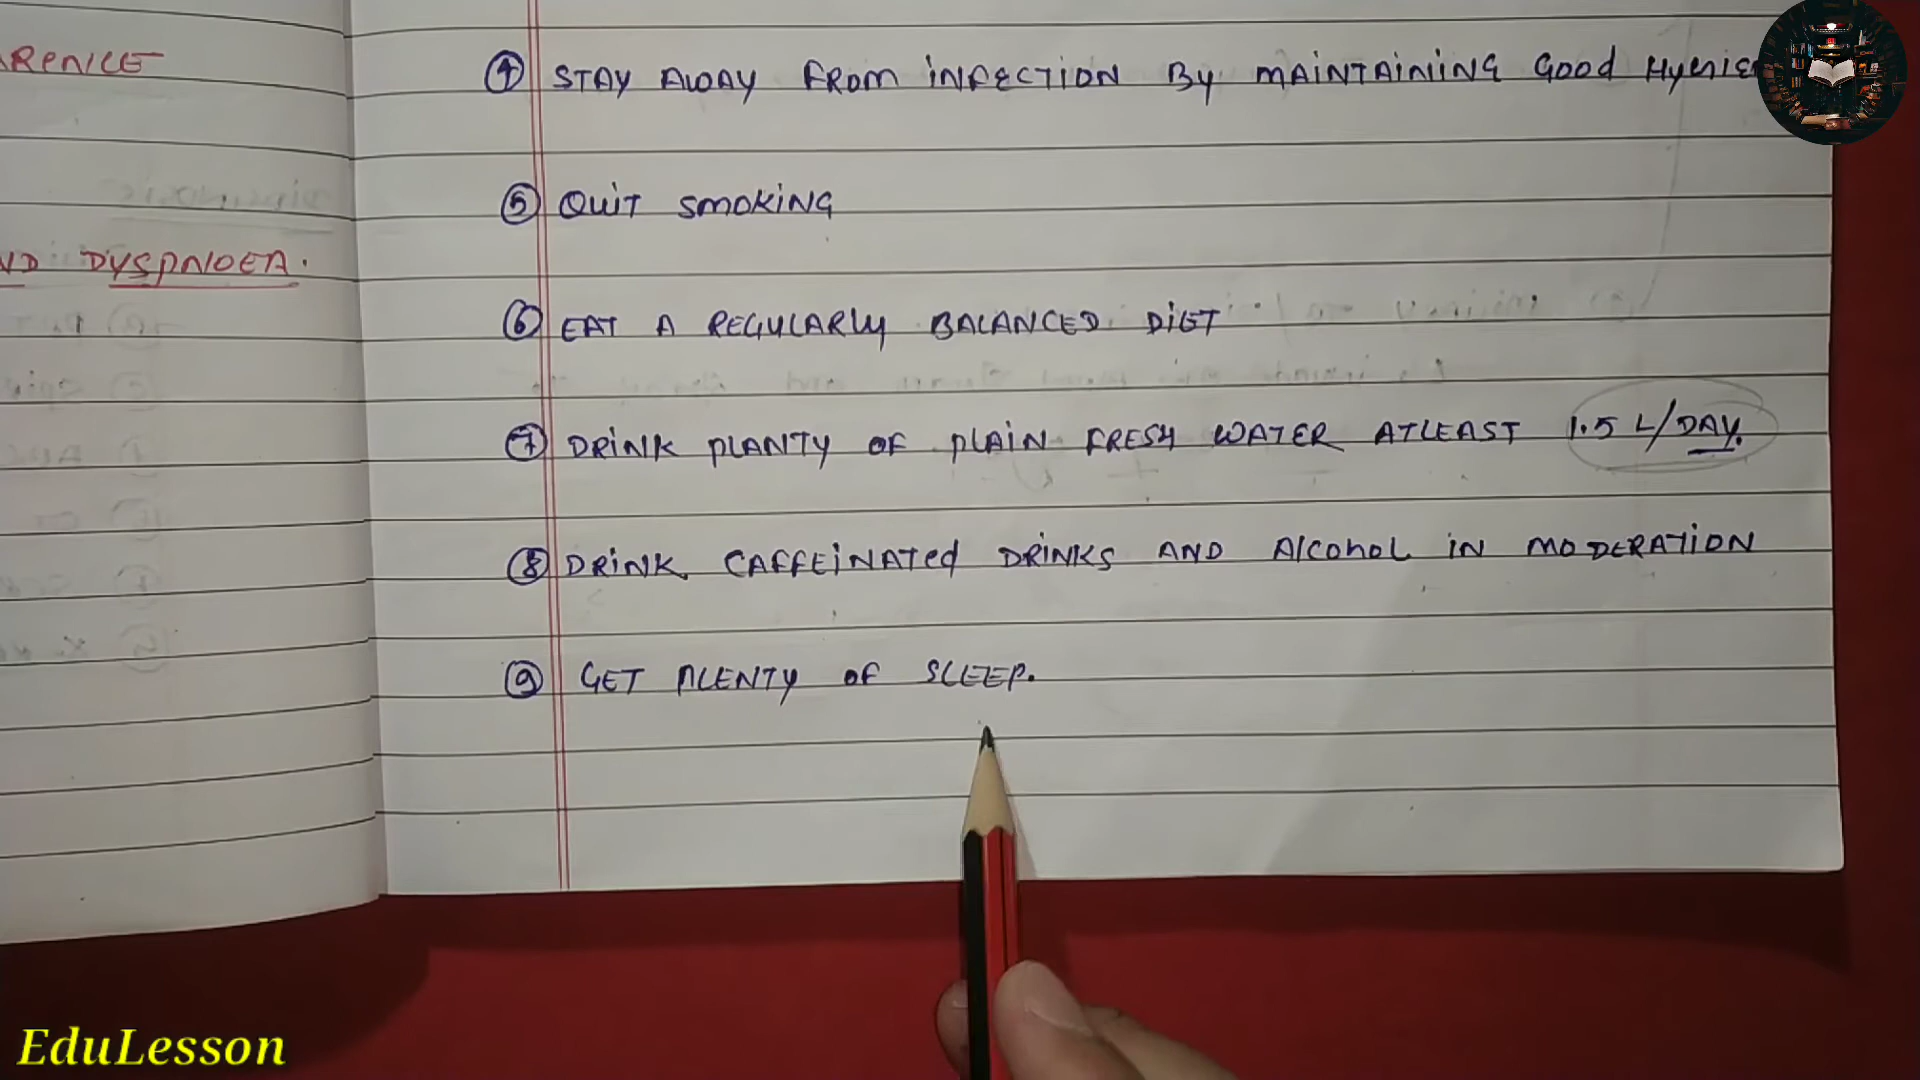 ④ STAY AWAY FROM INFECTION BY MAINTAINING Good Hygie
⑤ QUIT SMOKING
ND DYSPNOEA.
⑥ EAT A REGULARLY BALANCED DIET
⑦ DRINK PLANTY OF PLAIN FRESH WATER ATLEAST 1.5 L/DAY.
⑧ DRINK CAFFEINATED DRINKS AND AlcoHOL IN MODERATION
⑨ GET PLENTY OF SLEEP.
EduLesson